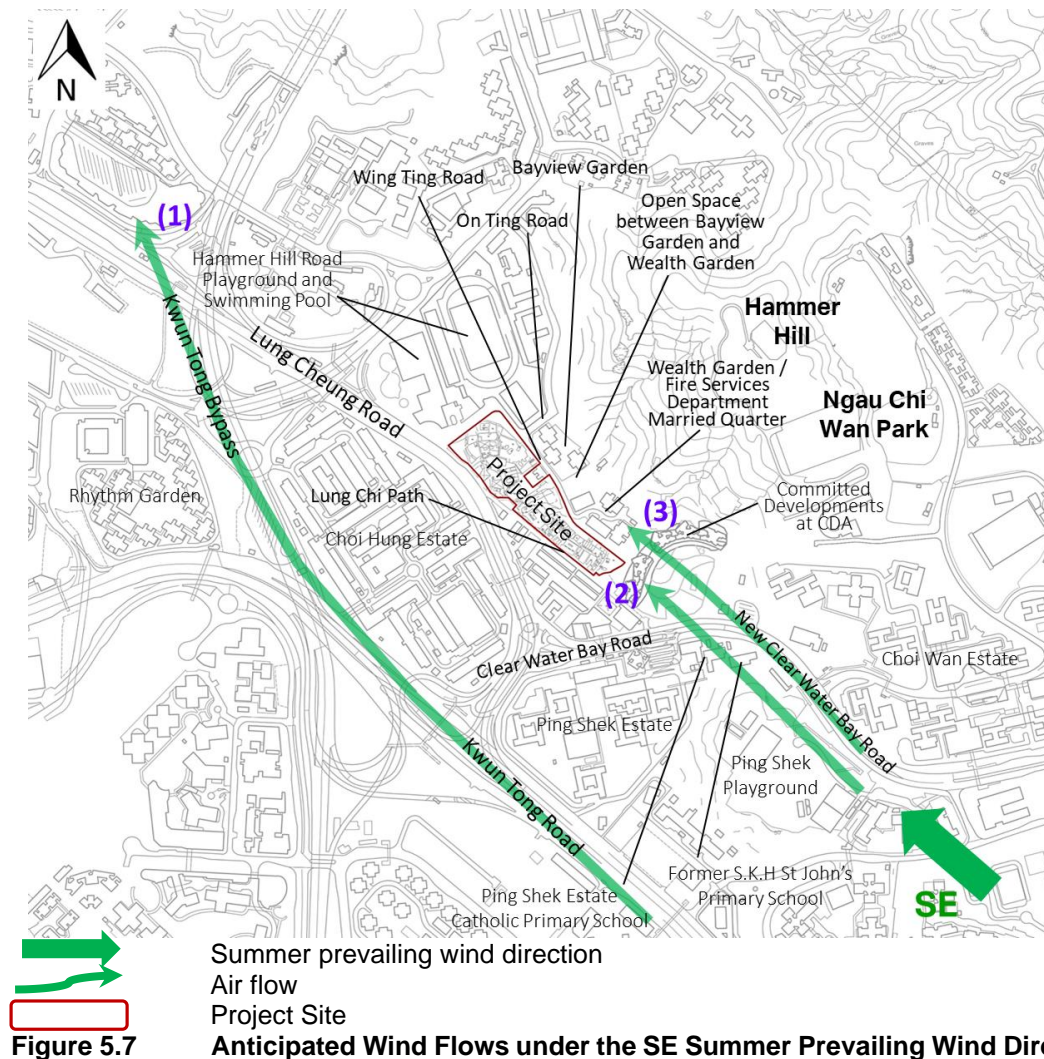 N
Wing Ting Road
Bayview Garden
On Ting Road
Open Space
between Bayview
Garden and
Wealth Garden
(1)
Hammer Hill Road
Playground and
Swimming Pool
Hammer
Hill
Kwun Tong Bypass
Lung Cheung Road
Wealth Garden /
Fire Services
Department
Married Quarter
Ngau Chi
Wan Park
Project Site
Rhythm Garden
Lung Chi Path
Choi Hung Estate
(3)
Committed
Developments
at CDA
(2)
New Clear Water Bay Road
Clear Water Bay Road
Choi Wan Estate
Ping Shek Estate
Kwun Tong Road
Ping Shek
Playground
Ping Shek Estate
Catholic Primary School
Former S.K.H St John's
Primary School
SE
Summer prevailing wind direction
Air flow
Project Site
Figure 5.7 Anticipated Wind Flows under the SE Summer Prevailing Wind Dire